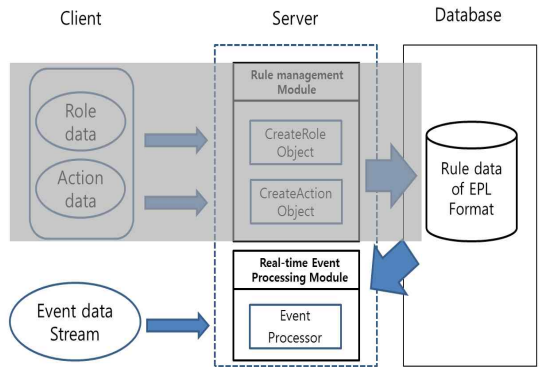 Client
Server
Database
Rule management
Module
Role
data
CreateRole
Object
Action
data
CreateAction
Object
Rule data
of EPL
Format
Real-time Event
Processing Module
Event data
Stream
Event
Processor